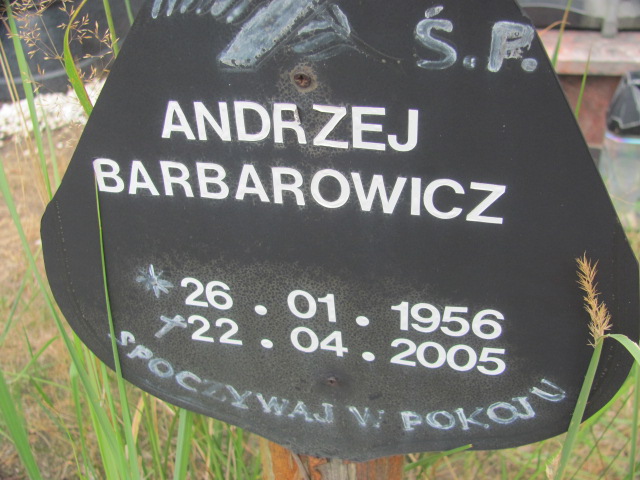 Ś.P.
ANDRZEJ
BARBAROWICZ
* 26. 01. 1956
† 22. 04. 2005
SPOCZYWAJ W POKOJU